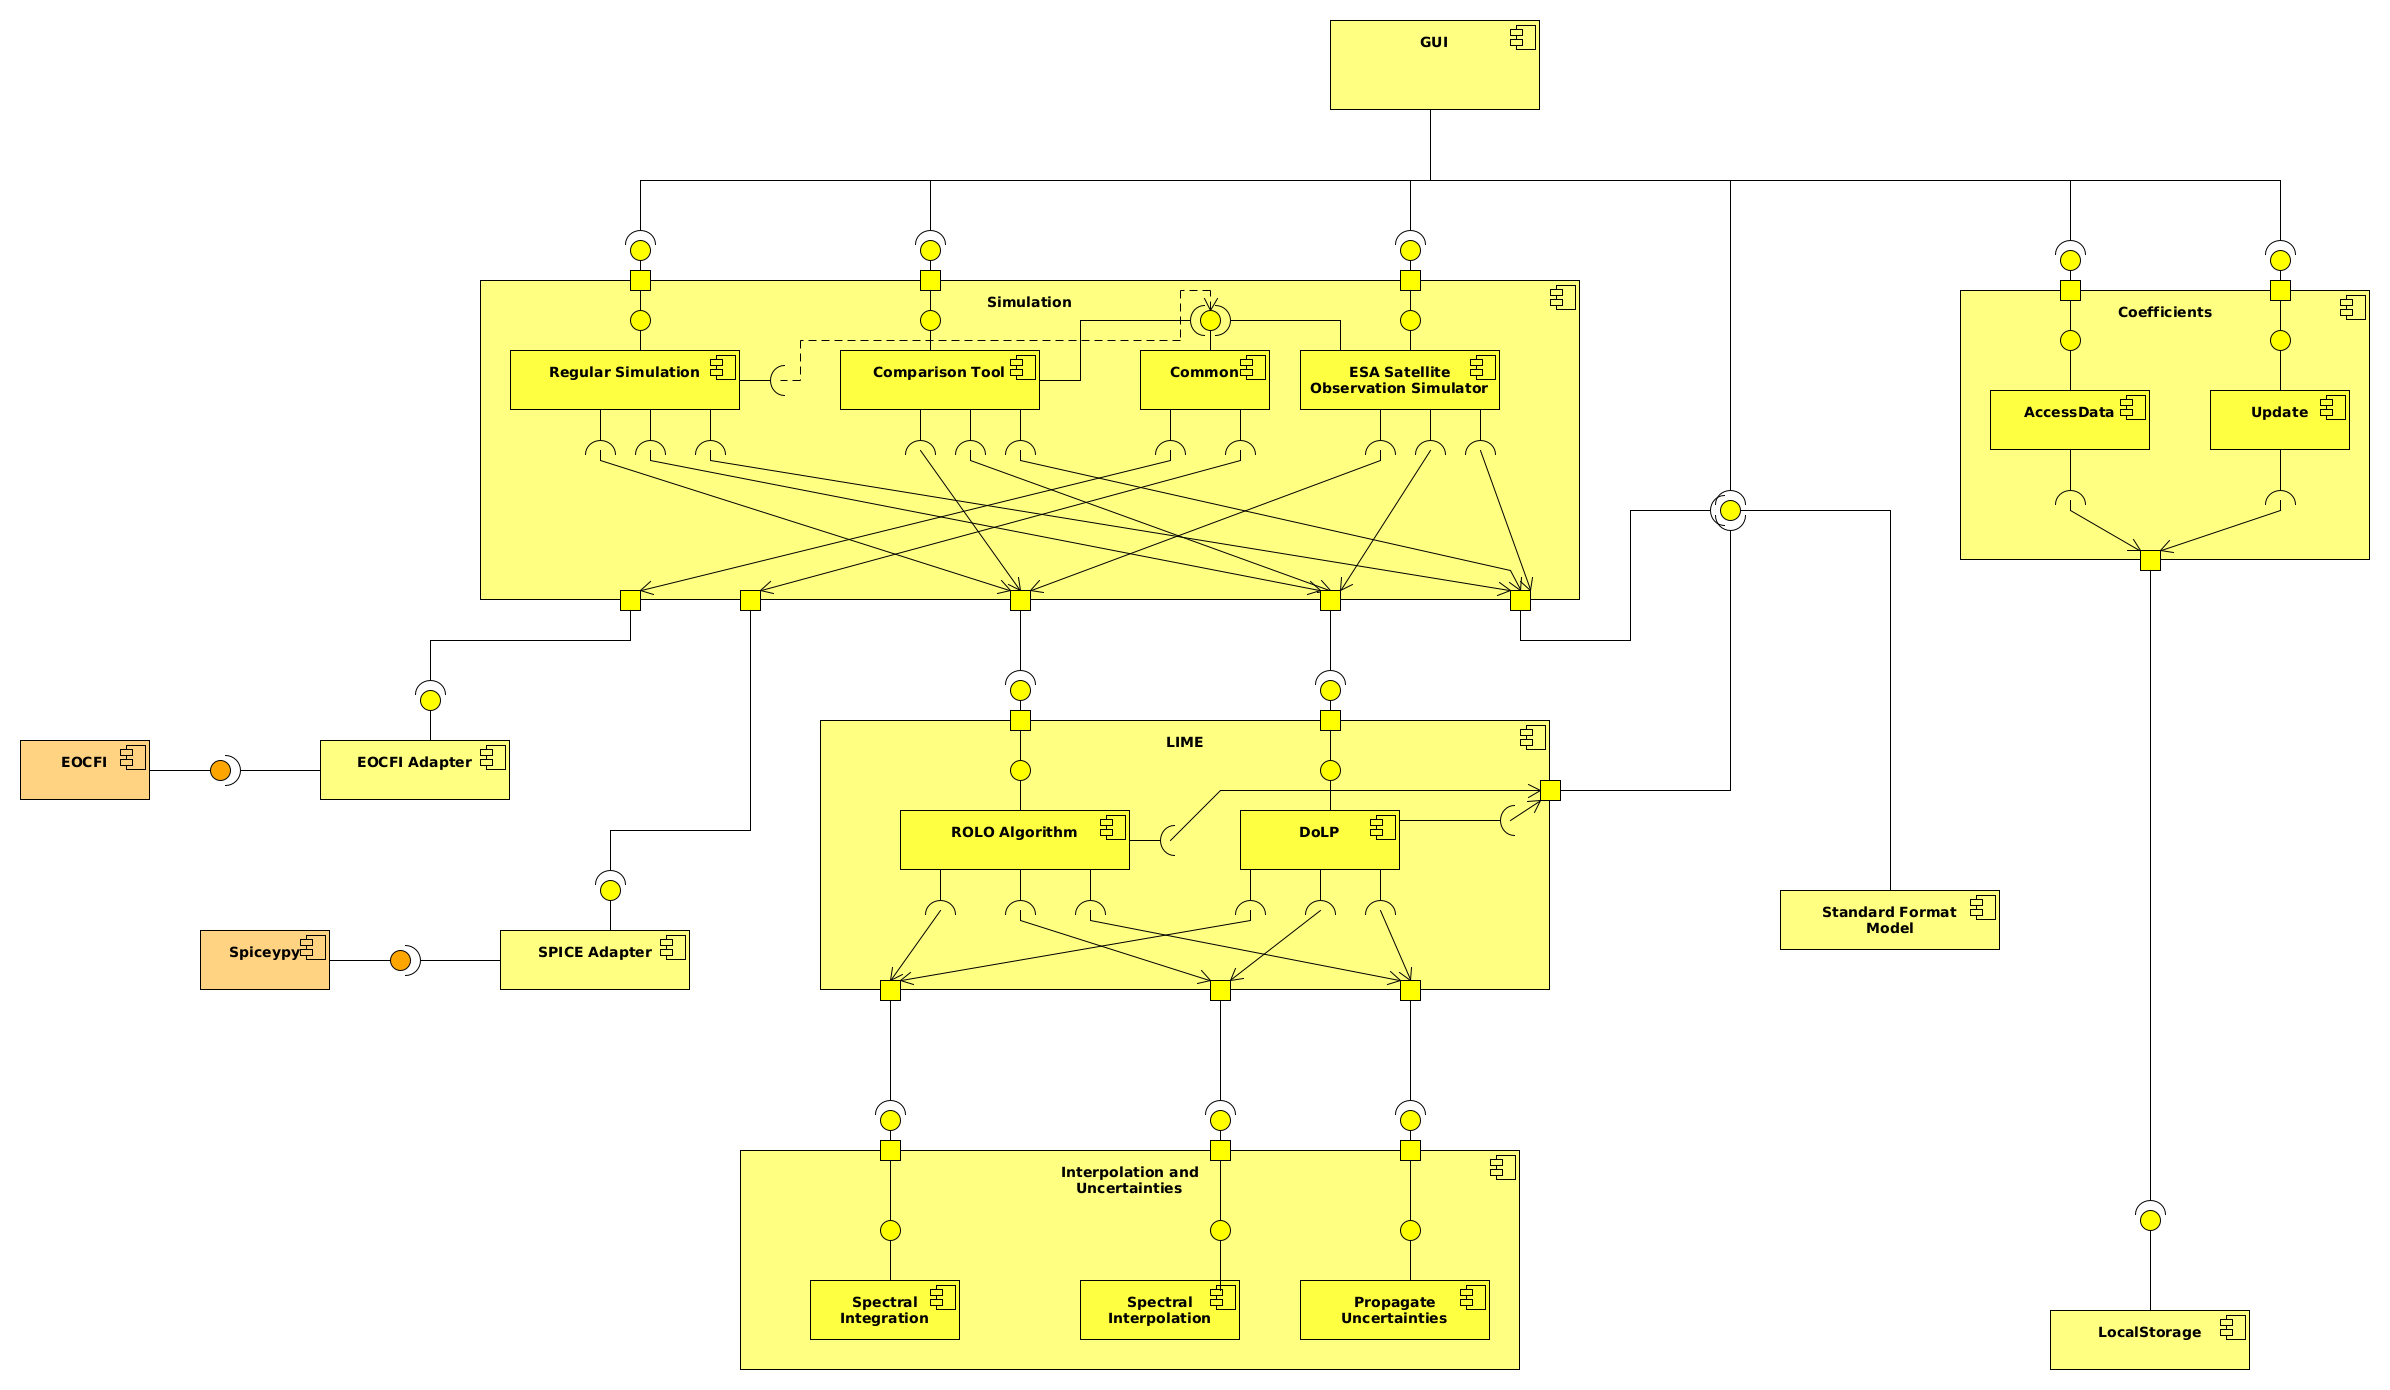 GUI
Simulation
Coefficients
Regular Simulation
Comparison Tool
Common
ESA Satellite
Observation Simulator
AccessData
Update
LIME
EOCFI
EOCFI Adapter
ROLO Algorithm
DoLP
Standard Format
Model
Spiceypy
SPICE Adapter
Interpolation and
Uncertainties
Spectral
Integration
Spectral
Interpolation
Propagate
Uncertainties
LocalStorage